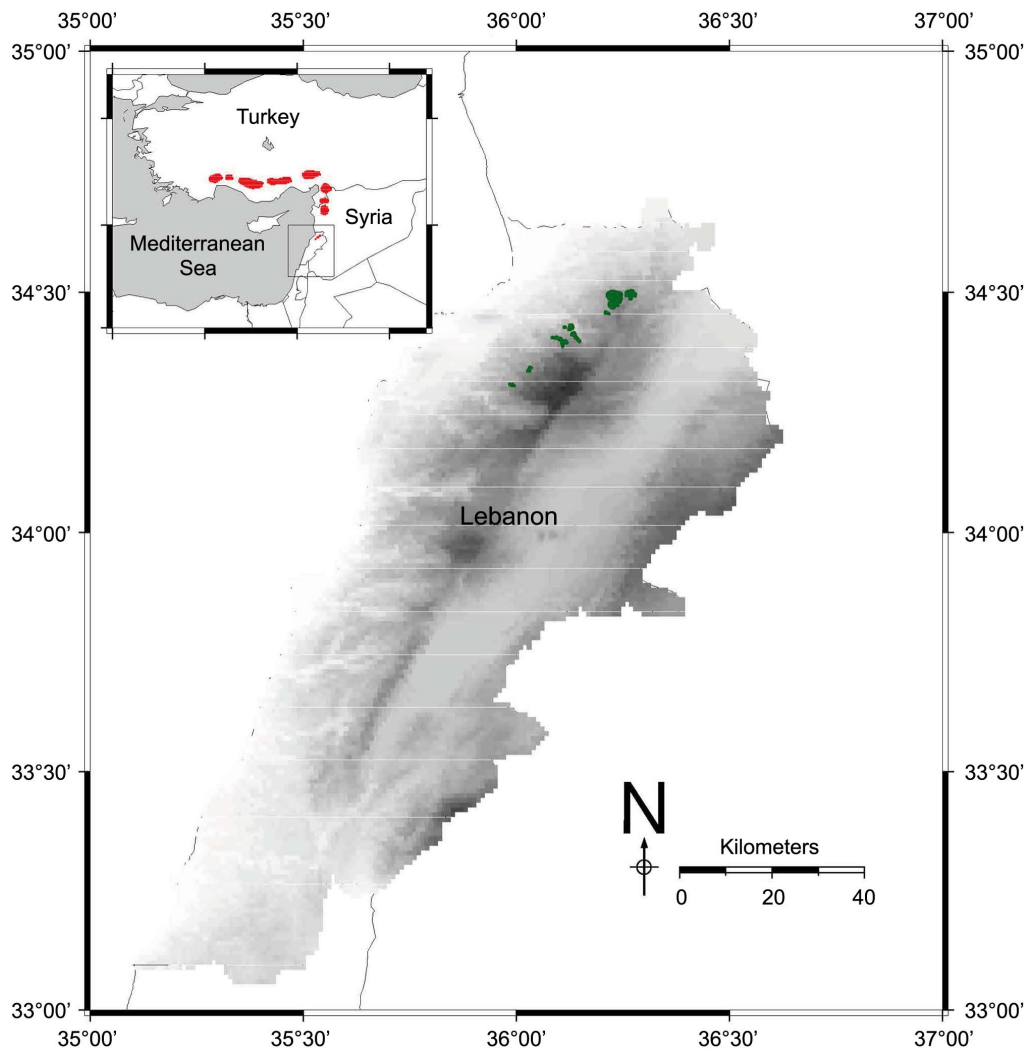 35°00’ 35°30’ 36°00’ 36°30’ 37°00’
35°00’ 35°00’
Turkey
Syria
Mediterranean
Sea
34°30’ 34°30’
Lebanon
34°00’ 34°00’
33°30’ 33°30’
N
Kilometers
0 20 40
33°00’ 33°00’
35°00’ 35°30’ 36°00’ 36°30’ 37°00’